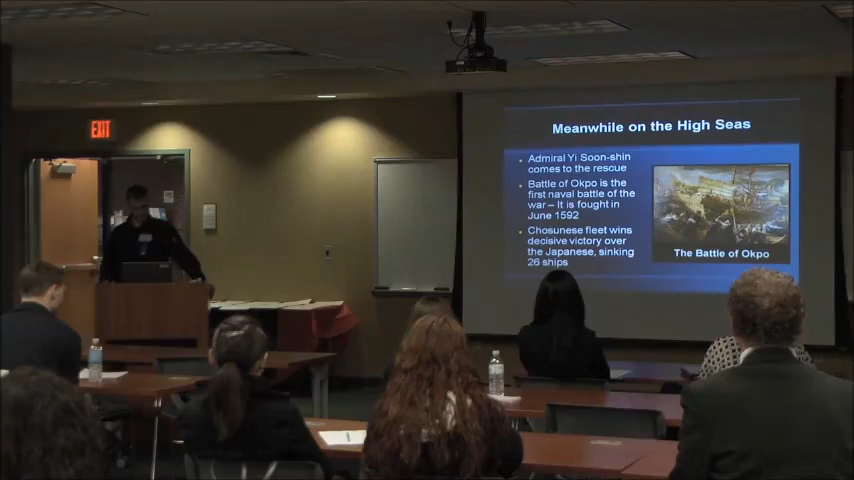 EXIT
Meanwhile on the High Seas
• Admiral Yi Soon-shin
comes to the rescue
• Battle of Okpo is the
first naval battle of the
war – It is fought in
June 1592
• Chosunese fleet wins
decisive victory over
the Japanese, sinking
26 ships
The Battle of Okpo